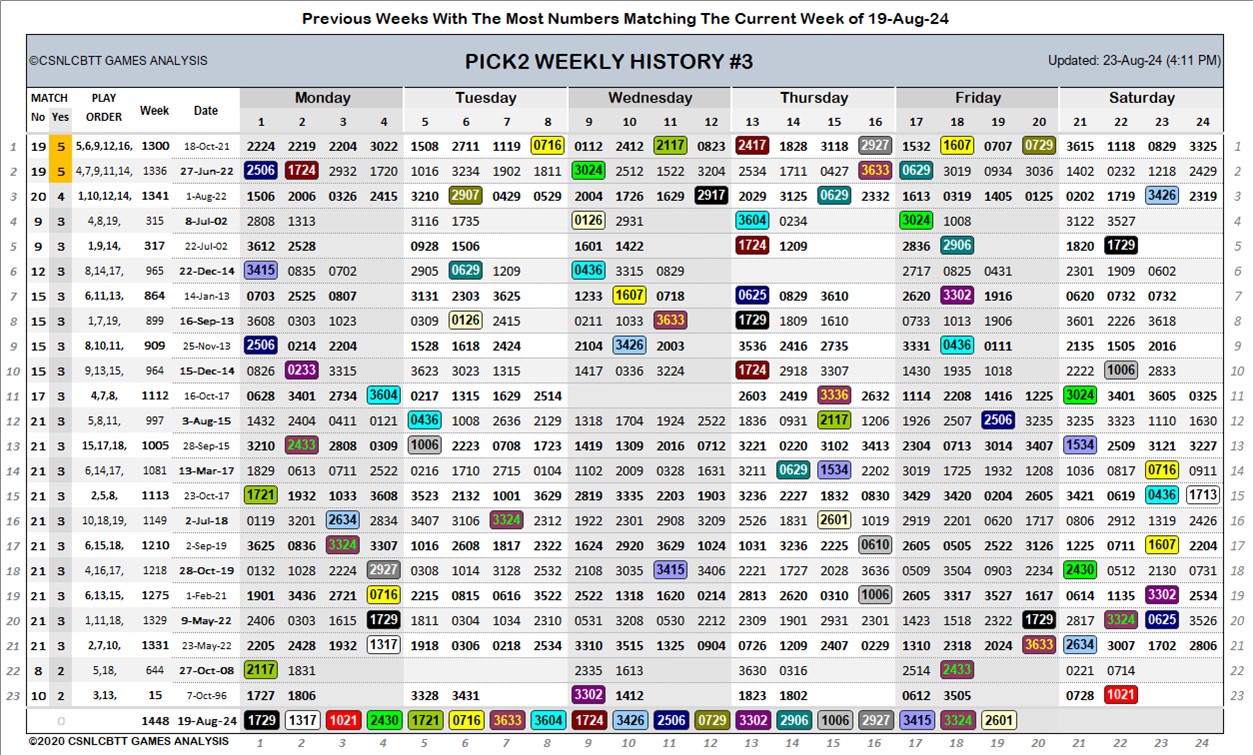 Previous Weeks With The Most Numbers Matching The Current Week of 19-Aug-24
©CSNLCBTT GAMES ANALYSIS PICK2 WEEKLY HISTORY #3 Updated: 23-Aug-24 (4:11 PM)
MATCH PLAY Week Date Monday Tuesday Wednesday Thursday Friday Saturday
No Yes ORDER 1 2 3 4 5 6 7 8 9 10 11 12 13 14 15 16 17 18 19 20 21 22 23 24
1 19 5 5,6,9,12,16, 1300 18-Oct-21 2224 2219 2204 3022 1508 2711 1119 0716 0112 2412 2117 0823 2417 1828 3118 2927 1532 1607 0707 0729 3615 1118 0829 3325 1
2 19 5 4,7,9,11,14, 1336 27-Jun-22 2506 1724 2932 1720 1016 3234 1902 1811 3024 2512 1522 3204 2534 1711 0427 3633 0629 3019 0934 3036 1402 0232 1218 2429 2
3 20 4 1,10,12,14, 1341 1-Aug-22 1506 2006 0326 2415 3210 2907 2430 0529 2004 1726 1629 2917 2029 3125 0629 2332 1613 0319 1405 0125 0202 1719 3426 2319 3
4 9 3 4,8,19, 315 8-Jul-02 2808 1313 3116 1735 0126 2931 3604 0234 3024 1008 3122 3527 4
5 9 3 1,9,14, 317 22-Jul-02 3612 2528 0928 1506 1601 1422 1724 1209 2836 2906 1820 1729 5
6 12 3 8,14,17, 965 22-Dec-14 3415 0835 0702 2905 0629 1209 0436 3315 0829 2717 0825 0431 2301 1909 0602 6
7 15 3 6,11,13, 864 14-Jan-13 0703 2525 0807 3131 2303 3625 1233 1607 0718 0625 0829 3610 2620 3302 1916 0620 0732 0732 7
8 15 3 1,7,19, 899 16-Sep-13 3608 0303 1023 0309 0126 2415 0211 1033 3633 1729 1809 1610 0733 1013 1906 3601 2226 3618 8
9 15 3 8,10,11, 909 25-Nov-13 2506 0214 2204 1528 1618 2424 2104 3426 2003 3536 2416 2735 3331 0436 0111 2135 1505 2016 9
10 15 3 9,13,15, 964 15-Dec-14 0826 0233 3315 3623 3023 1315 1417 0336 3224 1724 2918 3307 1430 1935 1018 2222 1006 2833 10
11 17 3 4,7,8, 1112 16-Oct-17 0628 3401 2734 3604 0217 1315 1629 2514 2603 2419 3336 2632 1114 2208 1416 1225 3024 3401 3605 0325 11
12 21 3 5,8,11, 997 3-Aug-15 1432 2404 0411 0121 0436 1008 2636 2713 1318 1704 1924 2522 1836 0931 2117 1206 1926 2507 2506 3235 2325 3323 1110 1630 12
13 21 3 15,17,18, 1005 28-Sep-15 3210 2433 2808 0309 1006 2236 0708 1723 1419 1309 2016 0712 3221 0220 3102 3413 2304 0713 3014 3407 1534 2509 3121 3227 13
14 21 3 6,14,17, 1081 13-Mar-17 1829 0613 0711 2522 0216 1710 2715 0104 1102 2009 0328 1631 3211 0629 1534 2202 3019 1725 1932 1208 1036 0817 0716 0911 14
15 21 3 2,5,8, 1113 23-Oct-17 1721 1932 1033 3608 3523 2132 1001 3629 2819 3335 2203 1903 3236 2227 1832 0830 3429 3420 0204 2605 3421 0619 0436 1713 15
16 21 3 10,18,19, 1149 2-Jul-18 0119 3201 2634 2834 3407 3106 3324 2312 1922 2301 2908 3209 2526 0531 2601 1019 2919 2201 0620 1707 0806 2912 1319 2426 16
17 21 3 6,15,18, 1210 2-Sep-19 3625 0836 3324 3307 1016 2608 1817 2322 1624 2920 3629 1024 1031 3436 2225 0610 2605 0505 2522 3126 1225 0711 1607 2204 17
18 21 3 4,16,17, 1218 28-Oct-19 0132 1028 2224 2927 0308 1014 3128 2532 2108 3035 3415 3406 2221 1727 2028 3636 0509 3504 0903 2234 2430 0512 2130 0731 18
19 21 3 6,13,15, 1275 1-Feb-21 1901 3436 2721 0716 2215 0815 0616 3522 2522 1318 1620 0214 2813 2620 0310 1006 2605 3317 3527 1617 0614 1135 3302 2534 19
20 21 3 1,11,18, 1329 9-May-22 2406 0303 1615 1729 1811 1604 1034 2310 0531 3208 0530 2212 2309 1901 2931 2301 1423 1518 2322 1729 2817 3324 0625 3526 20
21 21 3 2,7,10, 1331 23-May-22 2205 2428 1932 1317 1918 0306 0218 2534 3310 3313 1325 0904 0726 1209 2407 0229 1310 2318 2024 3633 2634 3007 1702 2806 21
22 8 2 5,18, 644 27-Oct-08 2117 1831 2335 1613 3630 0316 2514 2433 0221 0714 22
23 10 2 3,13, 15 7-Oct-96 1727 1806 3328 3431 3302 1412 1823 1802 0612 3505 0728 1021 23
0 1448 19-Aug-24 1729 1317 1021 2430 1721 0716 3633 3604 1724 3426 2506 0729 3302 2906 1006 2927 3415 3324 2601
©2020 CSNLCBTT GAMES ANALYSIS 1 2 3 4 5 6 7 8 9 10 11 12 13 14 15 16 17 18 19 20 21 22 23 24